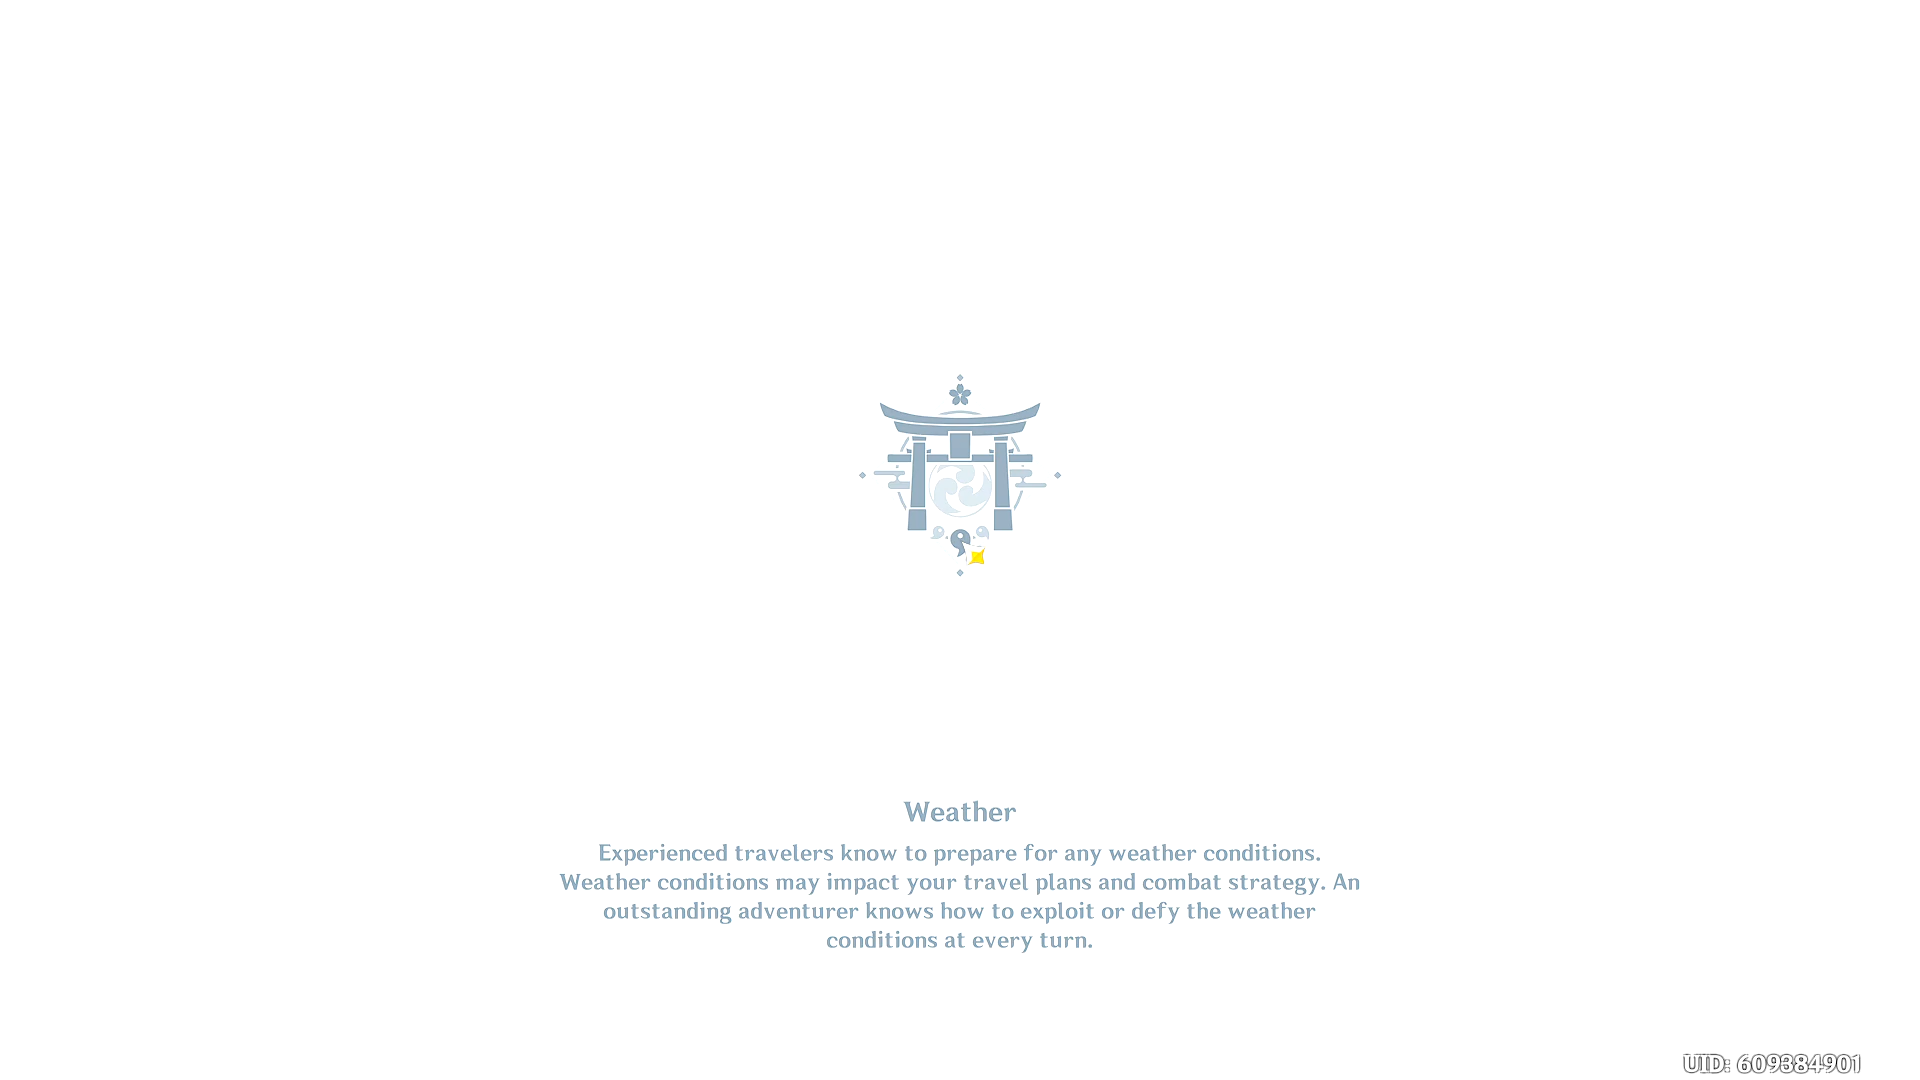 Weather
Experienced travelers know to prepare for any weather conditions.
Weather conditions may impact your travel plans and combat strategy. An
outstanding adventurer knows how to exploit or defy the weather
conditions at every turn.
UID: 609384901